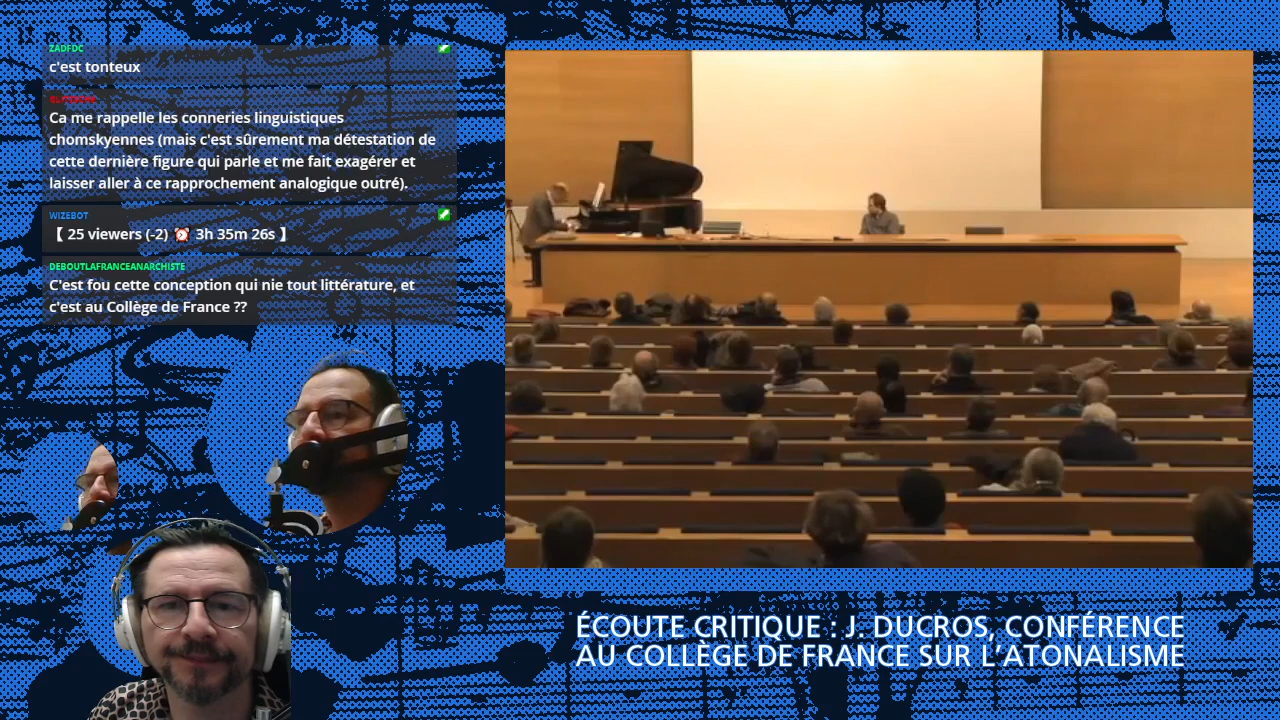 ZADFDC
c'est tonteux
Ca me rappelle les conneries linguistiques
chomskyennes (mais c'est sûrement ma détestation de
cette dernière figure qui parle et me fait exagérer et
laisser aller à ce rapprochement analogique outré).
WIZEBOT
【 25 viewers (-2) ⏰ 3h 35m 26s 】
DEBOUTLAFRANCEANARCHISTE
C'est fou cette conception qui nie tout littérature, et
c'est au Collège de France ??
ÉCOUTE CRITIQUE : J. DUCROS, CONFÉRENCE
AU COLLÈGE DE FRANCE SUR L'ATONALISME